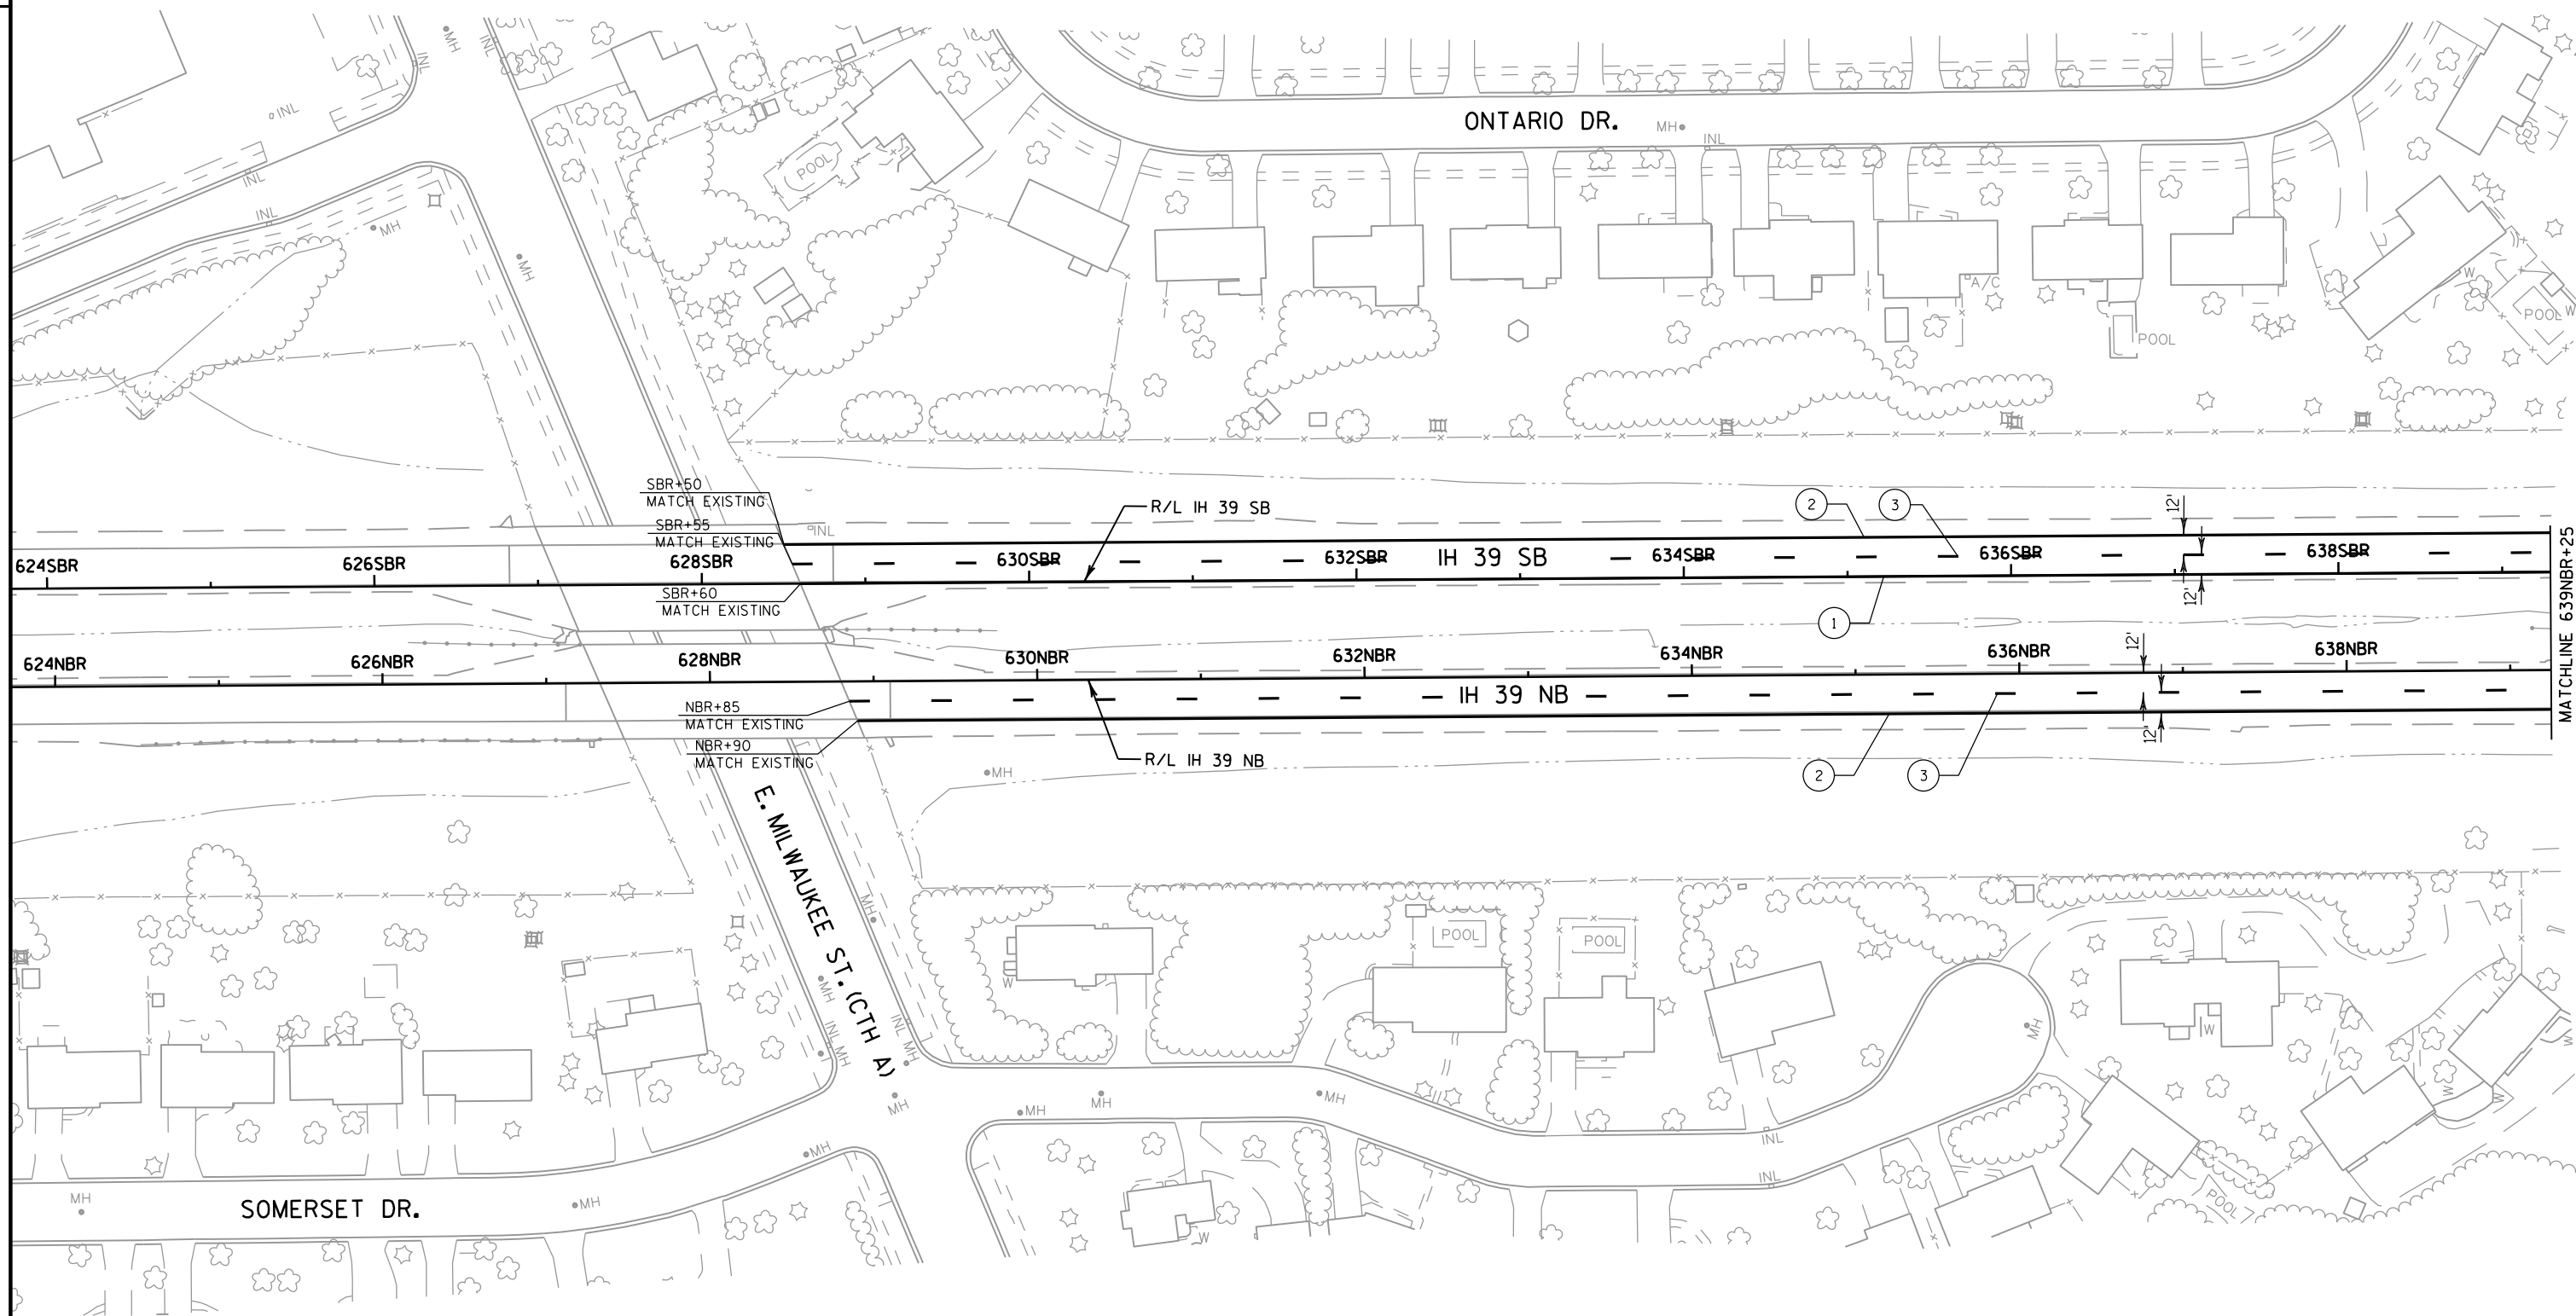 MH
INL
INL
INL
INL
INL
MH
MH
POOL
ONTARIO DR.
MH
INL
A/C
POOL
W
POOL
W
SBR+50
MATCH EXISTING
SBR+55
MATCH EXISTING
INL
R/L IH 39 SB
2
3
12'
624SBR
626SBR
628SBR
630SBR
632SBR
IH 39 SB
634SBR
636SBR
638SBR
SBR+60
MATCH EXISTING
12'
1
MATCHLINE 639NBR+25
624NBR
626NBR
628NBR
630NBR
632NBR
634NBR
636NBR
638NBR
12'
IH 39 NB
NBR+85
MATCH EXISTING
NBR+90
MATCH EXISTING
R/L IH 39 NB
12'
2
3
MH
E. MILWAUKEE ST. (CTH A)
MH
MH
INL
MH
INL
MH
MH
W
POOL
POOL
MH
W
W
W
W
MH
MH
MH
INL
INL
MH
MH
MH
SOMERSET DR.
W
POOL